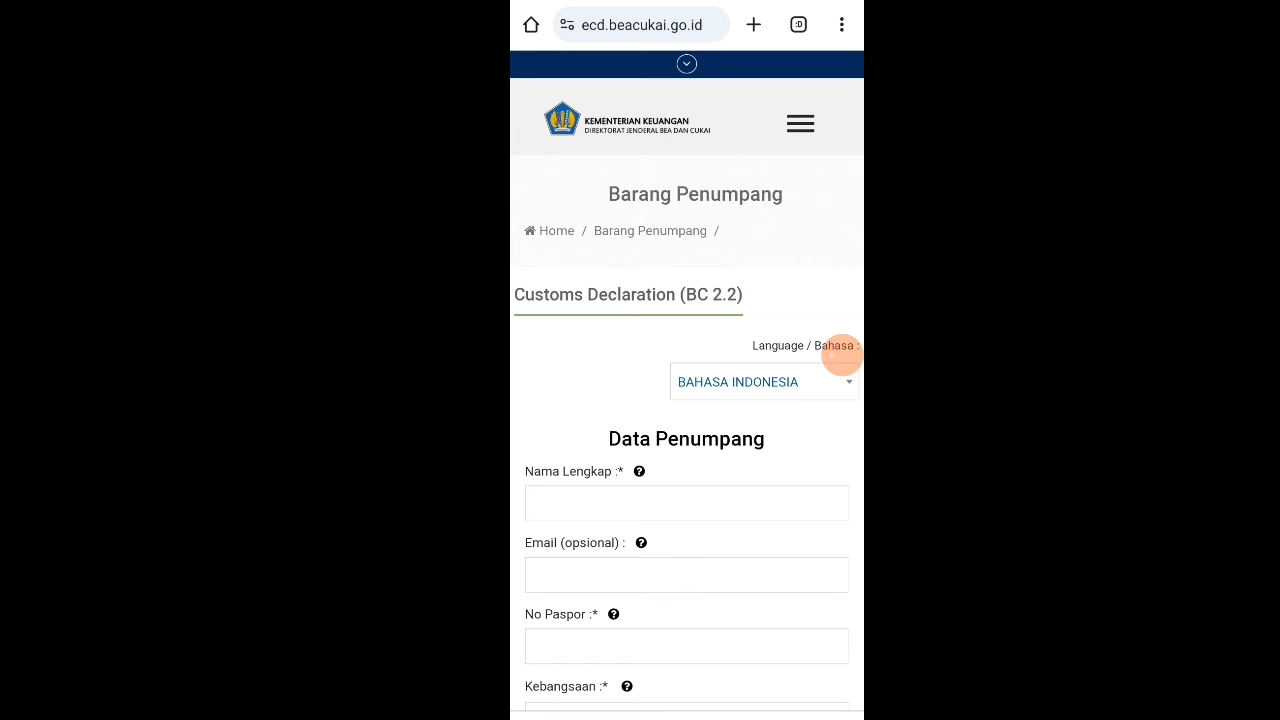 ecd.beacukai.go.id
:D
KEMENTERIAN KEUANGAN
DIREKTORAT JENDERAL BEA DAN CUKAI
Barang Penumpang
Home / Barang Penumpang /
Customs Declaration (BC 2.2)
Language / Bahasa :
BAHASA INDONESIA
Data Penumpang
Nama Lengkap :*
Email (opsional) :
No Paspor :*
Kebangsaan :*